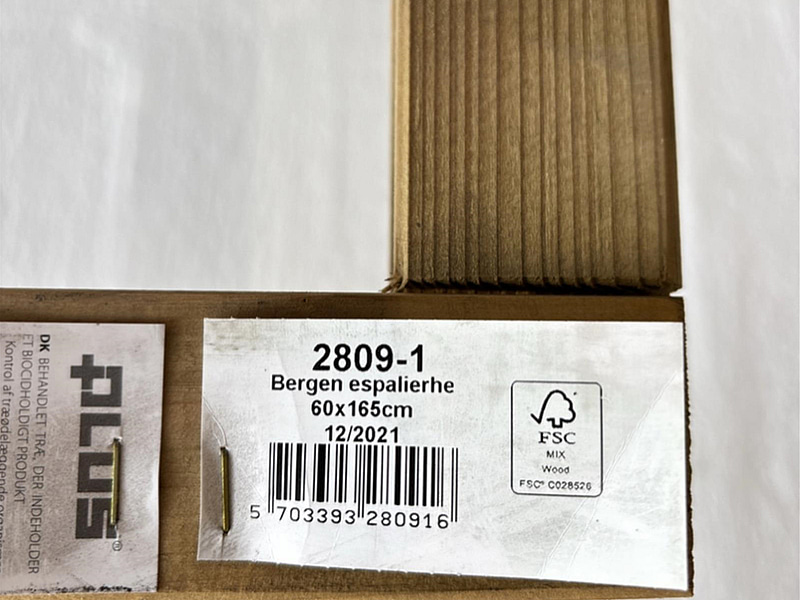 2809-1
Bergen espalierhe
60x165cm
12/2021
5 703393 280916
FSC
MIX
Wood
FSC® C028526
DK BEHANDLET TRÆ, DER INDEHOLDER
ET BIOCIDHOLDIGT PRODUKT
Kontrol af træødelæggende
PLUS®